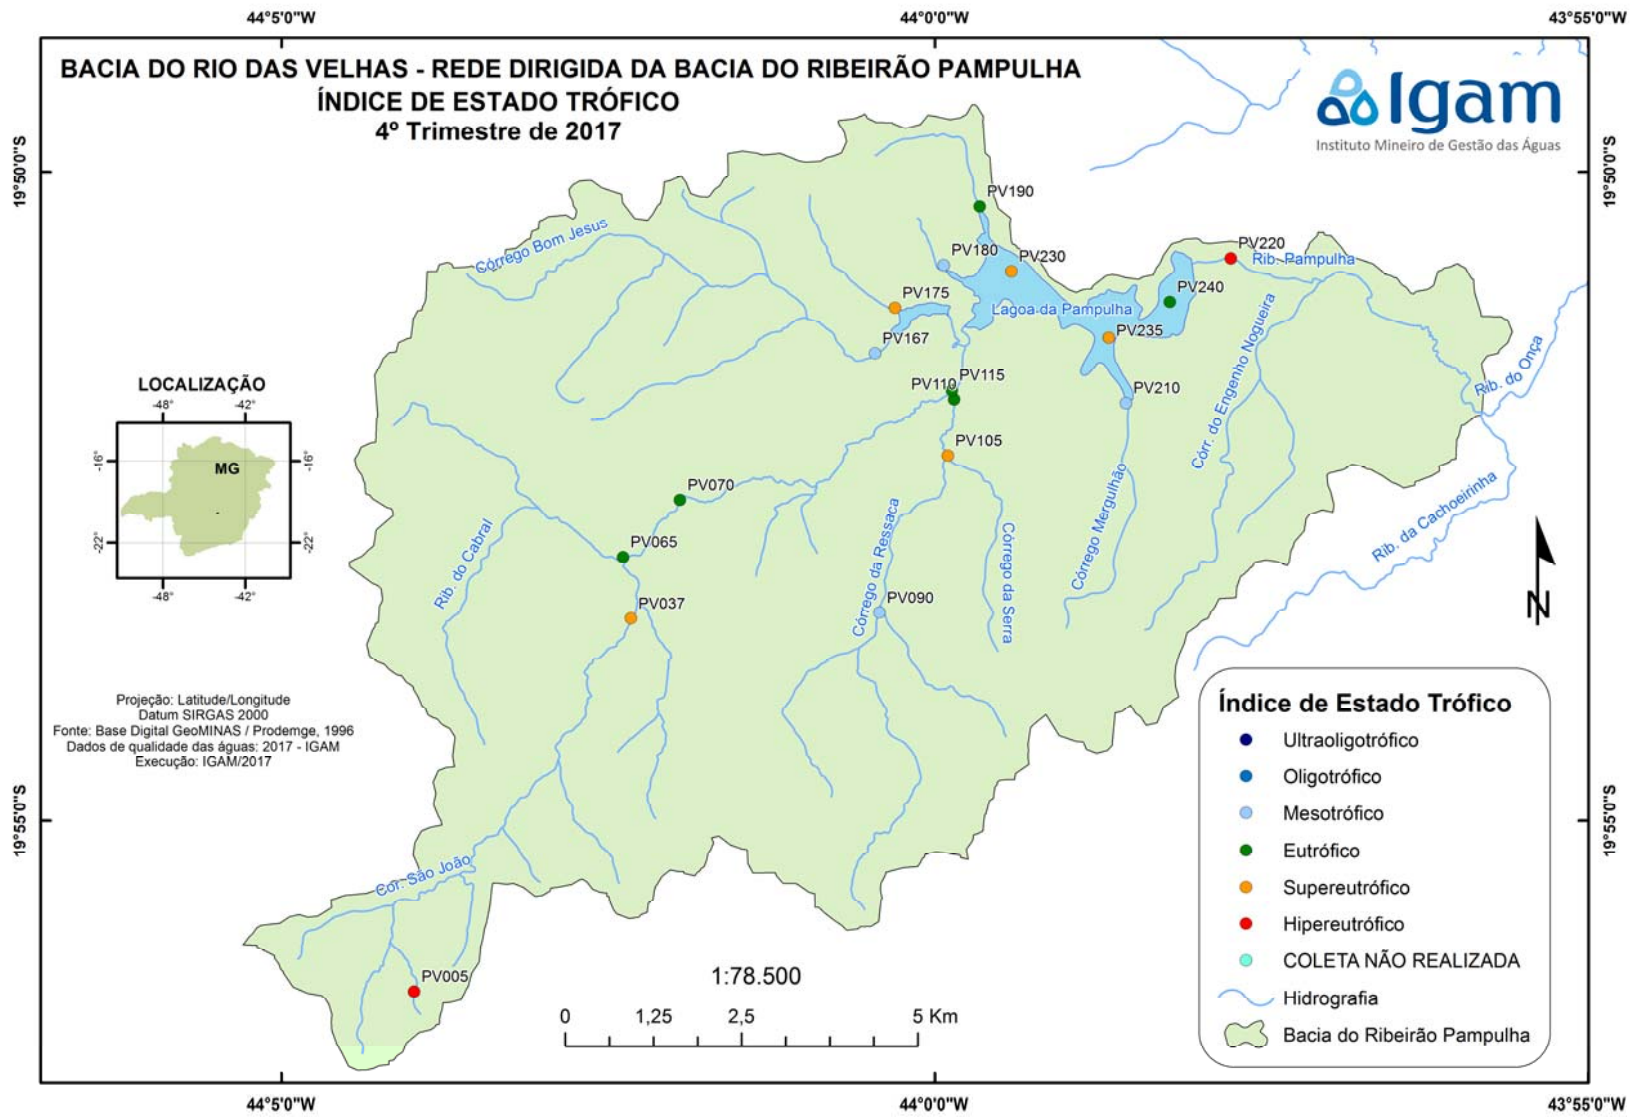 44°5'0"W
44°0'0"W
43°55'0"W
BACIA DO RIO DAS VELHAS - REDE DIRIGIDA DA BACIA DO RIBEIRÃO PAMPULHA
ÍNDICE DE ESTADO TRÓFICO
4º Trimestre de 2017
Igam
Instituto Mineiro de Gestão das Águas
19°50'0"S
19°50'0"S
PV190
Córrego Bom Jesus
PV180
PV230
PV220
Rib. Pampulha
PV175
Lagoa da Pampulha
PV240
PV235
PV167
PV115
PV110
PV210
Córr. do Engenho Nogueira
Rib. do Onça
LOCALIZAÇÃO
-48°
-42°
-16°
-16°
MG
-22°
-22°
-48°
-42°
PV105
PV070
PV065
Rib. do Cabral
PV037
Córrego da Ressaca
PV090
Córrego da Serra
Córrego Mergulhão
Rib. da Cachoeirinha
N
Projeção: Latitude/Longitude
Datum SIRGAS 2000
Fonte: Base Digital GeoMINAS / Prodemge, 1996
Dados de qualidade das águas: 2017 - IGAM
Execução: IGAM/2017
19°55'0"S
19°55'0"S
Cor. São João
PV005
1:78.500
0
1,25
2,5
5 Km
Índice de Estado Trófico
Ultraoligotrófico
Oligotrófico
Mesotrófico
Eutrófico
Supereutrófico
Hipereutrófico
COLETA NÃO REALIZADA
Hidrografia
Bacia do Ribeirão Pampulha
44°5'0"W
44°0'0"W
43°55'0"W